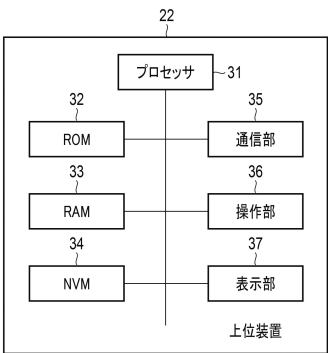 22
プロセッサ 31
32 35
ROM 通信部
33 36
RAM 操作部
34 37
NVM 表示部
上位装置